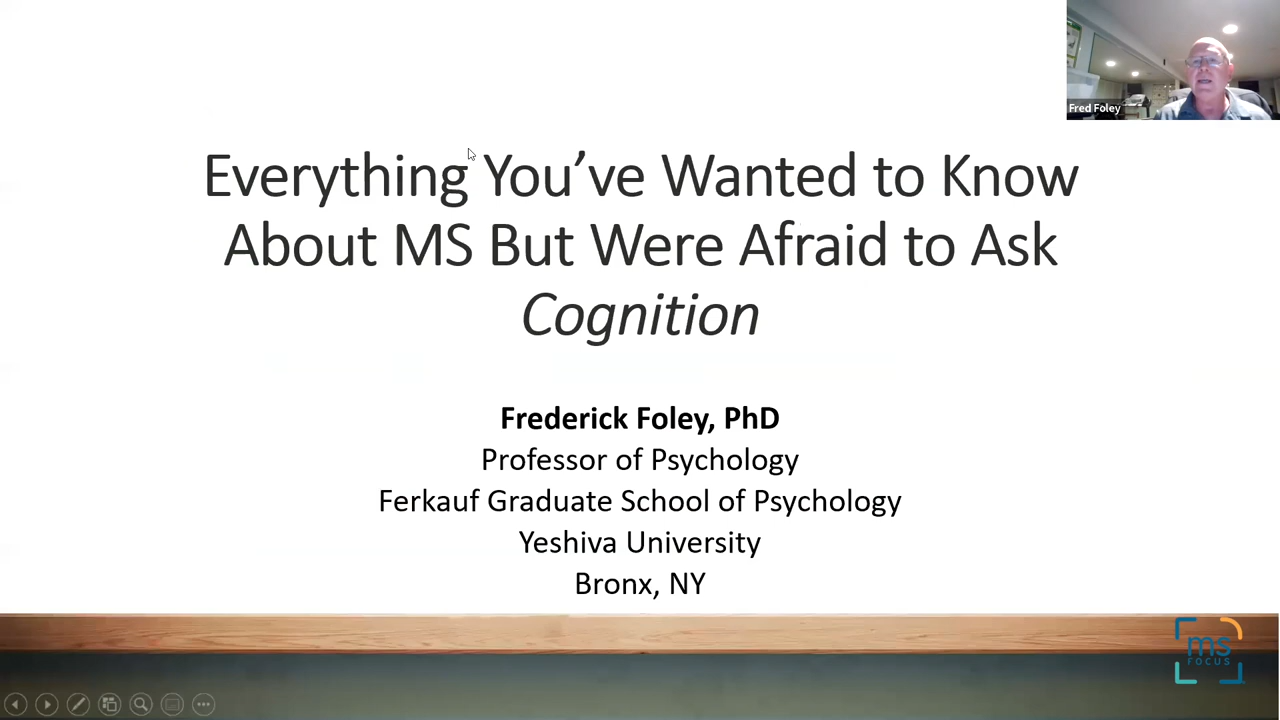 Fred Foley
Everything You’ve Wanted to Know
About MS But Were Afraid to Ask
Cognition
Frederick Foley, PhD
Professor of Psychology
Ferkauf Graduate School of Psychology
Yeshiva University
Bronx, NY
ms
FOCUS